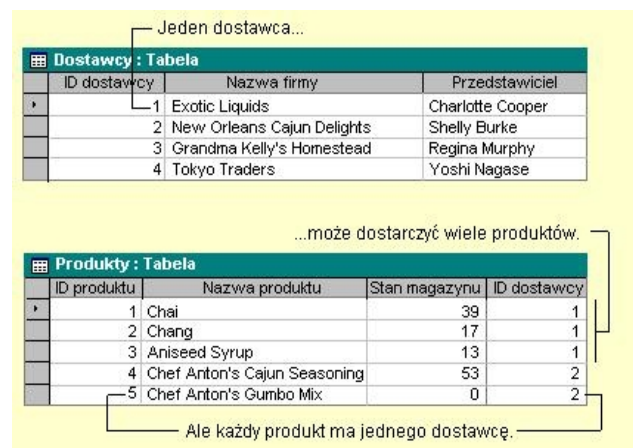 Jeden dostawca...
Dostawcy : Tabela
ID dostawcy Nazwa firmy Przedstawiciel
1 Exotic Liquids Charlotte Cooper
2 New Orleans Cajun Delights Shelly Burke
3 Grandma Kelly's Homestead Regina Murphy
4 Tokyo Traders Yoshi Nagase
...może dostarczyć wiele produktów.
Produkty : Tabela
ID produktu Nazwa produktu Stan magazynu ID dostawcy
1 Chai 39 1
2 Chang 17 1
3 Aniseed Syrup 13 1
4 Chef Anton's Cajun Seasoning 53 2
5 Chef Anton's Gumbo Mix 0 2
Ale każdy produkt ma jednego dostawcę.